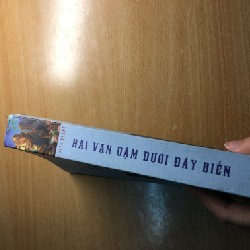 HAI VẠN DẶM DƯỚI ĐÁY BIỂN